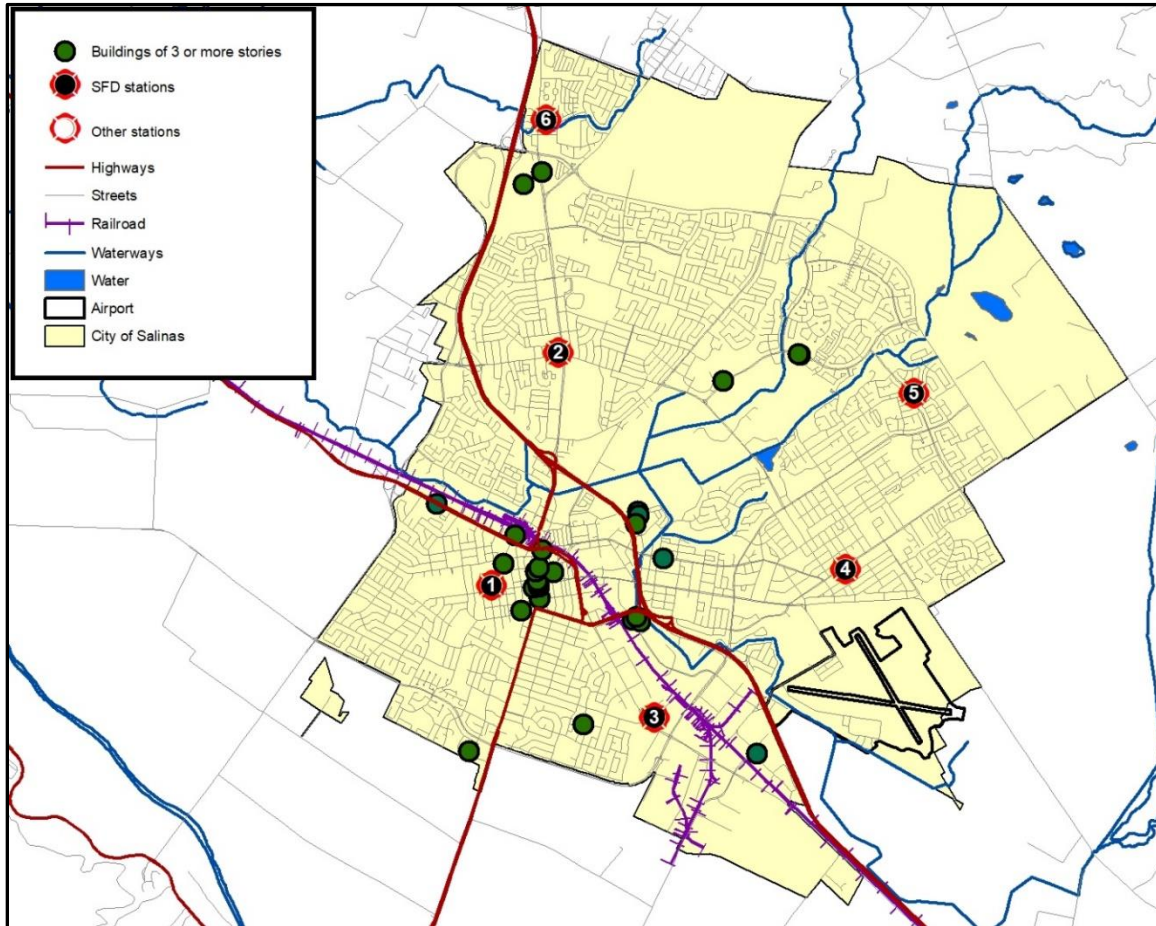 Buildings of 3 or more stories
SFD stations
Other stations
Highways
Streets
Railroad
Waterways
Water
Airport
City of Salinas
6
2
5
4
1
3